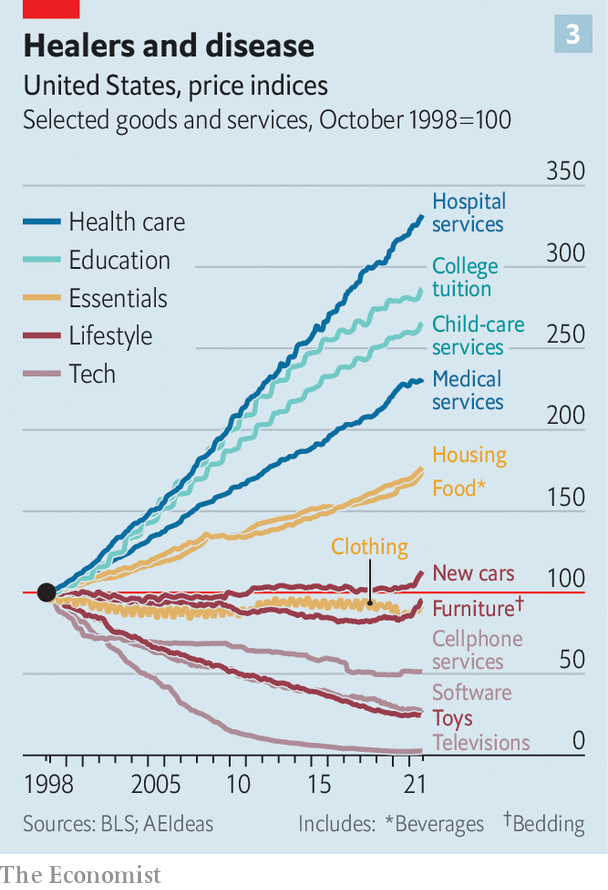 Healers and disease
3
United States, price indices
Selected goods and services, October 1998=100
350
Health care
Education
Essentials
Lifestyle
Tech
Hospital
services
300
College
tuition
Child-care
services
250
Medical
services
200
Housing
Food*
150
Clothing
New cars
100
Furniture†
Cellphone
services
50
Software
Toys
Televisions
0
1998 2005 10 15 21
Sources: BLS; AEIdeas Includes: *Beverages †Bedding
The Economist